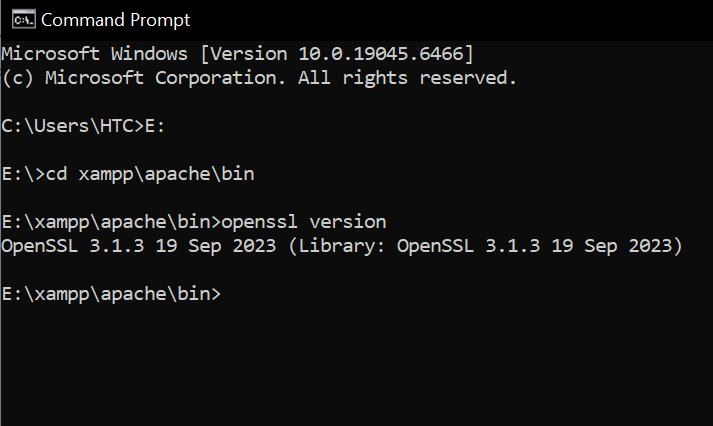 Command Prompt
Microsoft Windows [Version 10.0.19045.6466]
(c) Microsoft Corporation. All rights reserved.
C:\Users\HTC>E:
E:\>cd xampp\apache\bin
E:\xampp\apache\bin>openssl version
OpenSSL 3.1.3 19 Sep 2023 (Library: OpenSSL 3.1.3 19 Sep 2023)
E:\xampp\apache\bin>